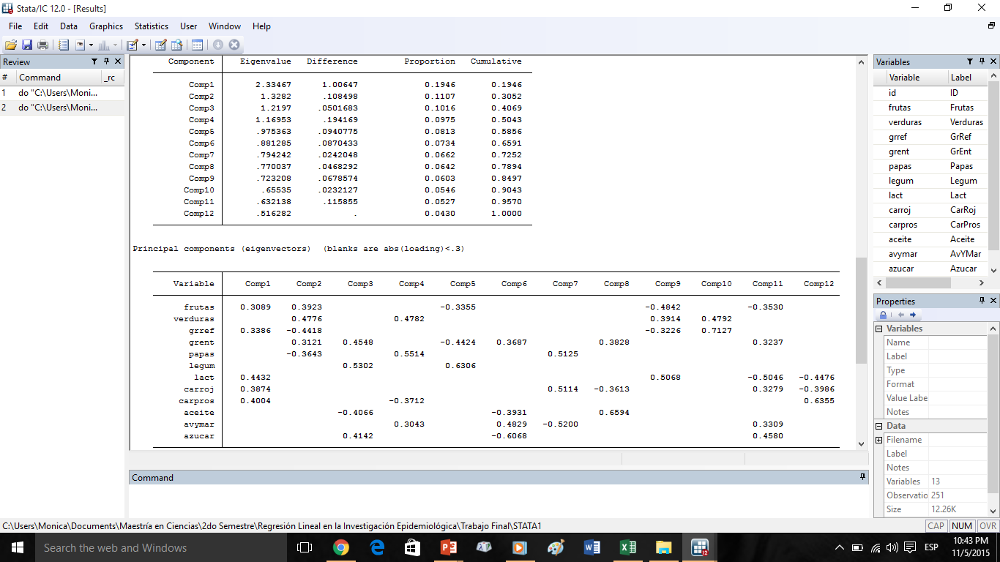 Stata/IC 12.0 - [Results]
File Edit Data Graphics Statistics User Window Help
Review
# Command _rc
1 do "C:\Users\Moni...
2 do "C:\Users\Moni...
Component Eigenvalue Difference Proportion Cumulative
Comp1 2.33467 1.00647 0.1946 0.1946
Comp2 1.3282 .108498 0.1107 0.3052
Comp3 1.2197 .0501683 0.1016 0.4069
Comp4 1.16953 .194169 0.0975 0.5043
Comp5 .975363 .0940775 0.0813 0.5856
Comp6 .881285 .0870433 0.0734 0.6591
Comp7 .794242 .0242048 0.0662 0.7252
Comp8 .770037 .0468292 0.0642 0.7894
Comp9 .723208 .0678574 0.0603 0.8497
Comp10 .65535 .0232127 0.0546 0.9043
Comp11 .632138 .115855 0.0527 0.9570
Comp12 .516282 . 0.0430 1.0000
Principal components (eigenvectors) (blanks are abs(loading)<.3)
Variable Comp1 Comp2 Comp3 Comp4 Comp5 Comp6 Comp7 Comp8 Comp9 Comp10 Comp11 Comp12
frutas 0.3089 0.3923 -0.3355 -0.4842 -0.3530
verduras 0.4776 0.4782 0.3914 0.4792
grref 0.3386 -0.4418 -0.3226 0.7127
grent 0.3121 0.4548 -0.4424 0.3687 0.3828 0.3237
papas -0.3643 0.5514 0.5125
legum 0.5302 0.6306
lact 0.4432 0.5068 -0.5046 -0.4476
carroj 0.3874 0.5114 -0.3613 0.3279 -0.3986
carpros 0.4004 -0.3712 0.6355
aceite -0.4066 -0.3931 0.6594
avymar 0.3043 0.4829 -0.5200 0.3309
azucar 0.4142 -0.6068 0.4580
Command
Variables
Variable Label
id ID
frutas Frutas
verduras Verduras
grref GrRef
grent GrEnt
papas Papas
legum Legum
lact Lact
carroj CarRoj
carpros CarPros
aceite Aceite
avymar AvYMar
azucar Azucar
Properties
Variables
Name
Label
Type
Format
Value Labe
Notes
Data
Filename
Label
Notes
Variables 13
Observatio 251
Size 12.26K
C:\Users\Monica\Documents\Maestría en Ciencias\2do Semestre\Regresión Lineal en la Investigación Epidemiológica\Trabajo Final\STATA1
CAP NUM OVR
Search the web and Windows
ESP
10:43 PM
11/5/2015